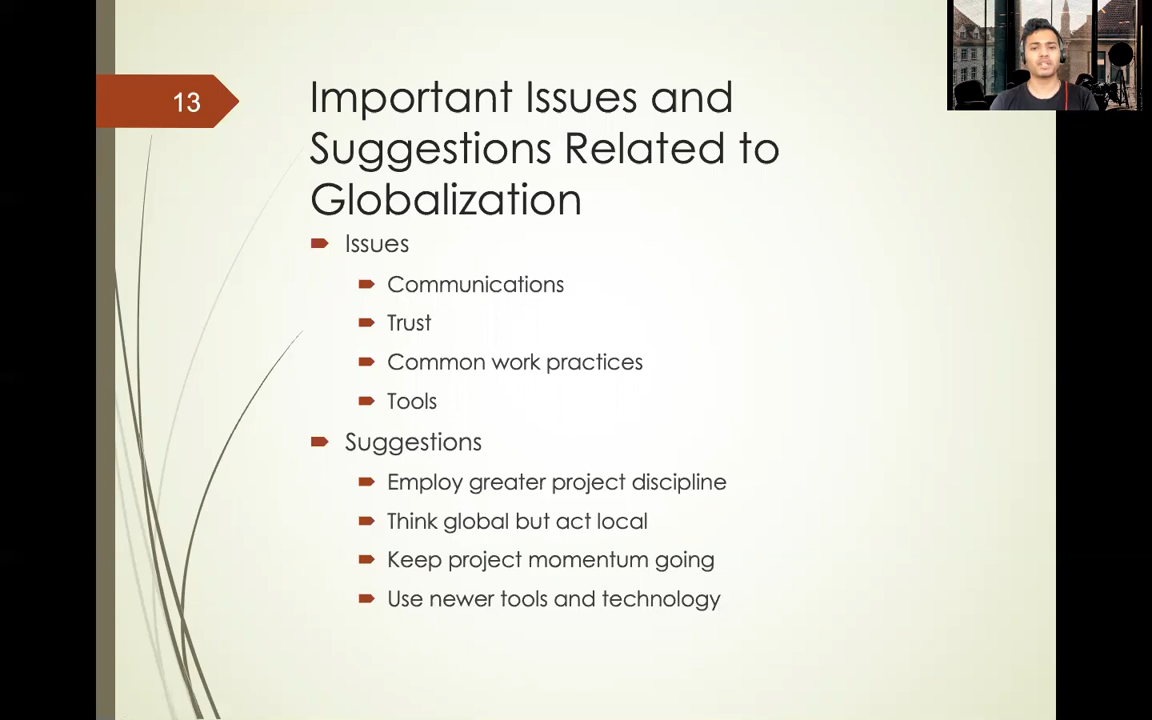 13
Important Issues and
Suggestions Related to
Globalization
Issues
Communications
Trust
Common work practices
Tools
Suggestions
Employ greater project discipline
Think global but act local
Keep project momentum going
Use newer tools and technology